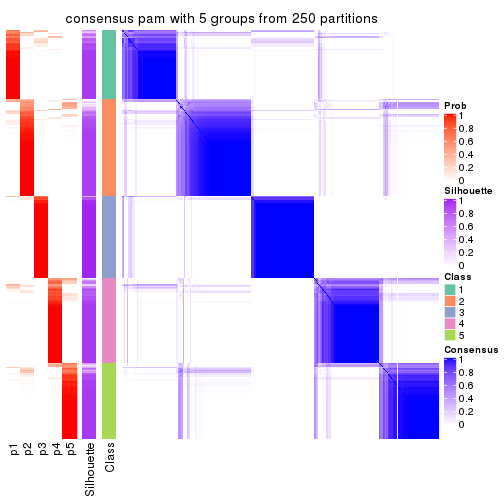 consensus pam with 5 groups from 250 partitions
Prob
1
0.8
0.6
0.4
0.2
0
Silhouette
1
0.8
0.6
0.4
0.2
0
Class
1
2
3
4
5
Consensus
1
0.8
0.6
0.4
0.2
0
p1
p2
p3
p4
p5
Silhouette
Class